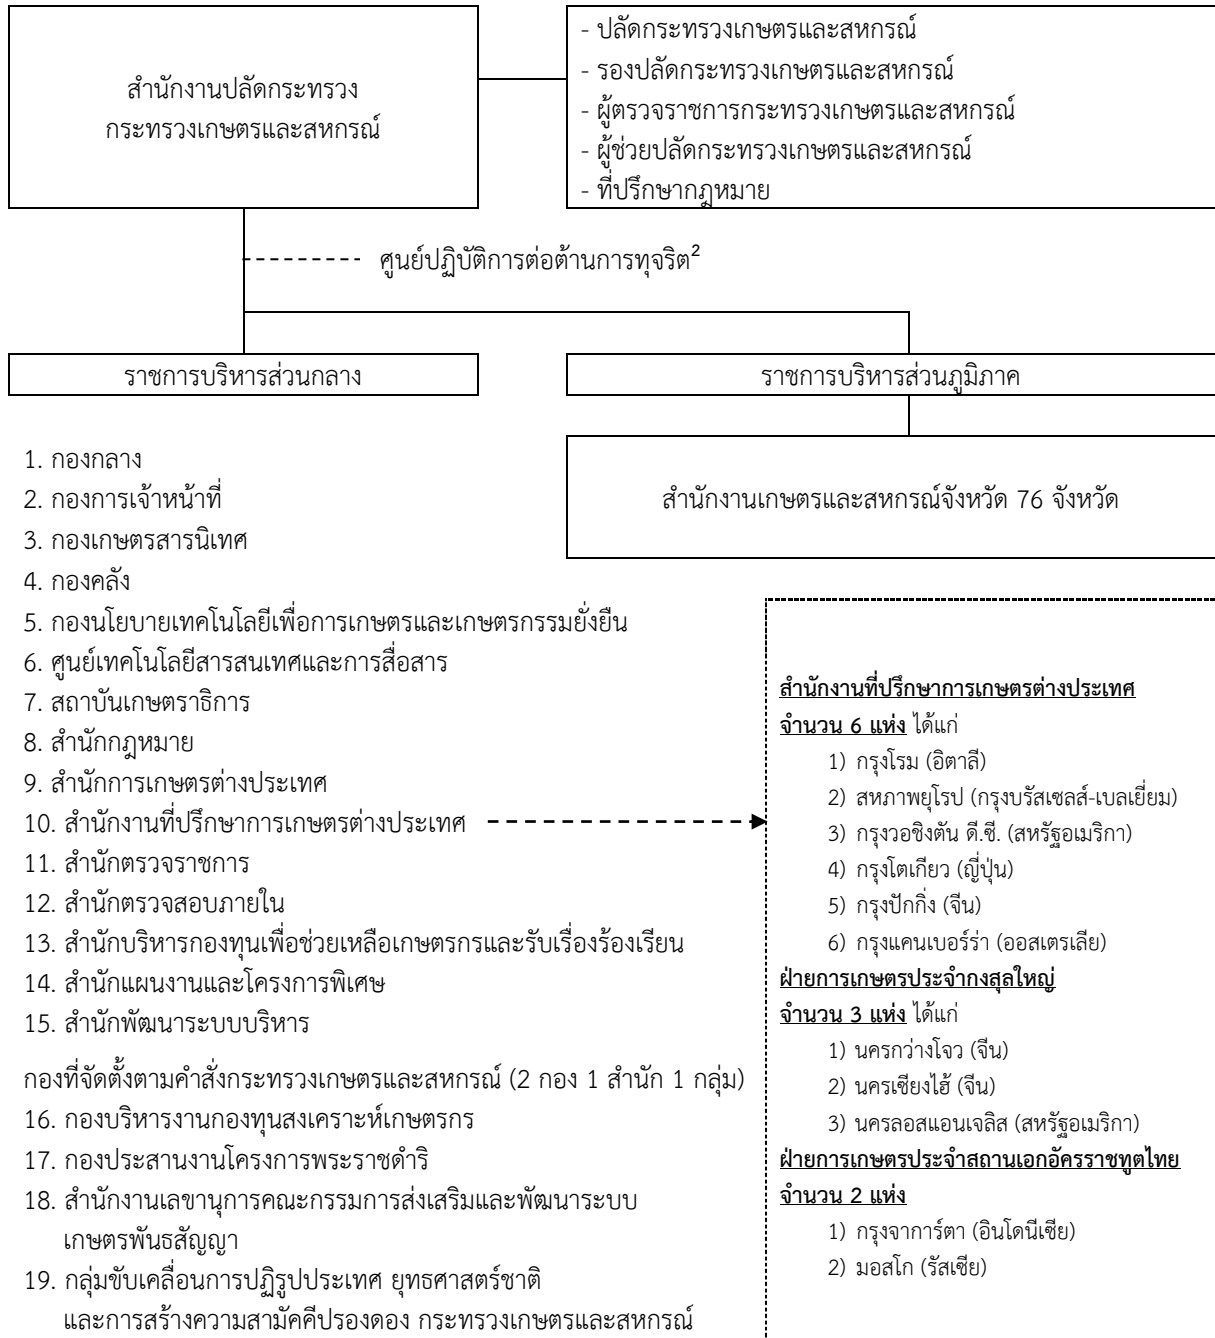 สำนักงานปลัดกระทรวง
กระทรวงเกษตรและสหกรณ์
- ปลัดกระทรวงเกษตรและสหกรณ์
- รองปลัดกระทรวงเกษตรและสหกรณ์
- ผู้ตรวจราชการกระทรวงเกษตรและสหกรณ์
- ผู้ช่วยปลัดกระทรวงเกษตรและสหกรณ์
- ที่ปรึกษากฎหมาย
ศูนย์ปฏิบัติการต่อต้านการทุจริต²
ราชการบริหารส่วนกลาง
ราชการบริหารส่วนภูมิภาค
สำนักงานเกษตรและสหกรณ์จังหวัด 76 จังหวัด
1. กองกลาง
2. กองการเจ้าหน้าที่
3. กองเกษตรสารนิเทศ
4. กองคลัง
5. กองนโยบายเทคโนโลยีเพื่อการเกษตรและเกษตรกรรมยั่งยืน
6. ศูนย์เทคโนโลยีสารสนเทศและการสื่อสาร
7. สถาบันเกษตราธิการ
8. สำนักกฎหมาย
9. สำนักการเกษตรต่างประเทศ
10. สำนักงานที่ปรึกษาการเกษตรต่างประเทศ
11. สำนักตรวจราชการ
12. สำนักตรวจสอบภายใน
13. สำนักบริหารกองทุนเพื่อช่วยเหลือเกษตรกรและรับเรื่องร้องเรียน
14. สำนักแผนงานและโครงการพิเศษ
15. สำนักพัฒนาระบบบริหาร
กองที่จัดตั้งตามคำสั่งกระทรวงเกษตรและสหกรณ์ (2 กอง 1 สำนัก 1 กลุ่ม)
16. กองบริหารงานกองทุนสงเคราะห์เกษตรกร
17. กองประสานงานโครงการพระราชดำริ
18. สำนักงานเลขานุการคณะกรรมการส่งเสริมและพัฒนาระบบ
เกษตรพันธสัญญา
19. กลุ่มขับเคลื่อนการปฏิรูปประเทศ ยุทธศาสตร์ชาติ
และการสร้างความสามัคคีปรองดอง กระทรวงเกษตรและสหกรณ์
สำนักงานที่ปรึกษาการเกษตรต่างประเทศ
จำนวน 6 แห่ง ได้แก่
1) กรุงโรม (อิตาลี)
2) สหภาพยุโรป (กรุงบรัสเซลส์-เบลเยี่ยม)
3) กรุงวอชิงตัน ดี.ซี. (สหรัฐอเมริกา)
4) กรุงโตเกียว (ญี่ปุ่น)
5) กรุงปักกิ่ง (จีน)
6) กรุงแคนเบอร์ร่า (ออสเตรเลีย)
ฝ่ายการเกษตรประจำกงสุลใหญ่
จำนวน 3 แห่ง ได้แก่
1) นครกว่างโจว (จีน)
2) นครเซียงไฮ้ (จีน)
3) นครลอสแอนเจลิส (สหรัฐอเมริกา)
ฝ่ายการเกษตรประจำสถานเอกอัครราชทูตไทย
จำนวน 2 แห่ง
1) กรุงจาการ์ตา (อินโดนีเซีย)
2) มอสโก (รัสเซีย)